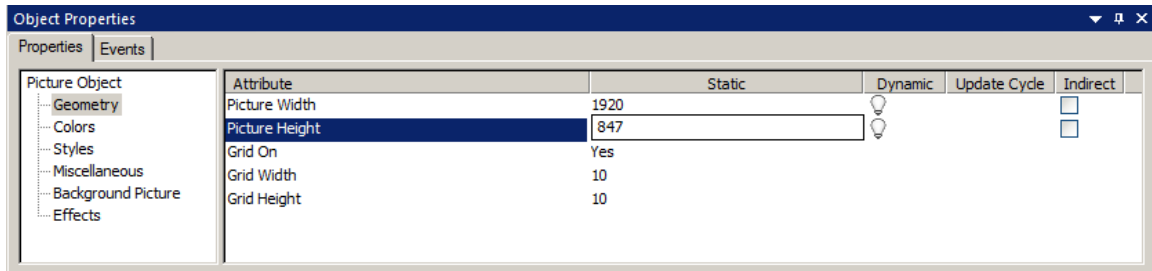 Object Properties
Properties Events
Picture Object
Geometry
Colors
Styles
Miscellaneous
Background Picture
Effects
Attribute Static Dynamic Update Cycle Indirect
Picture Width 1920
Picture Height 847
Grid On Yes
Grid Width 10
Grid Height 10